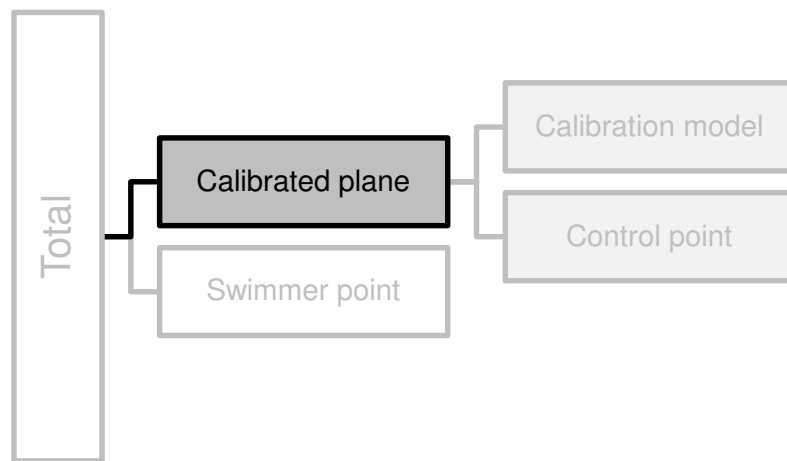 Total
Calibrated plane
Swimmer point
Calibration model
Control point